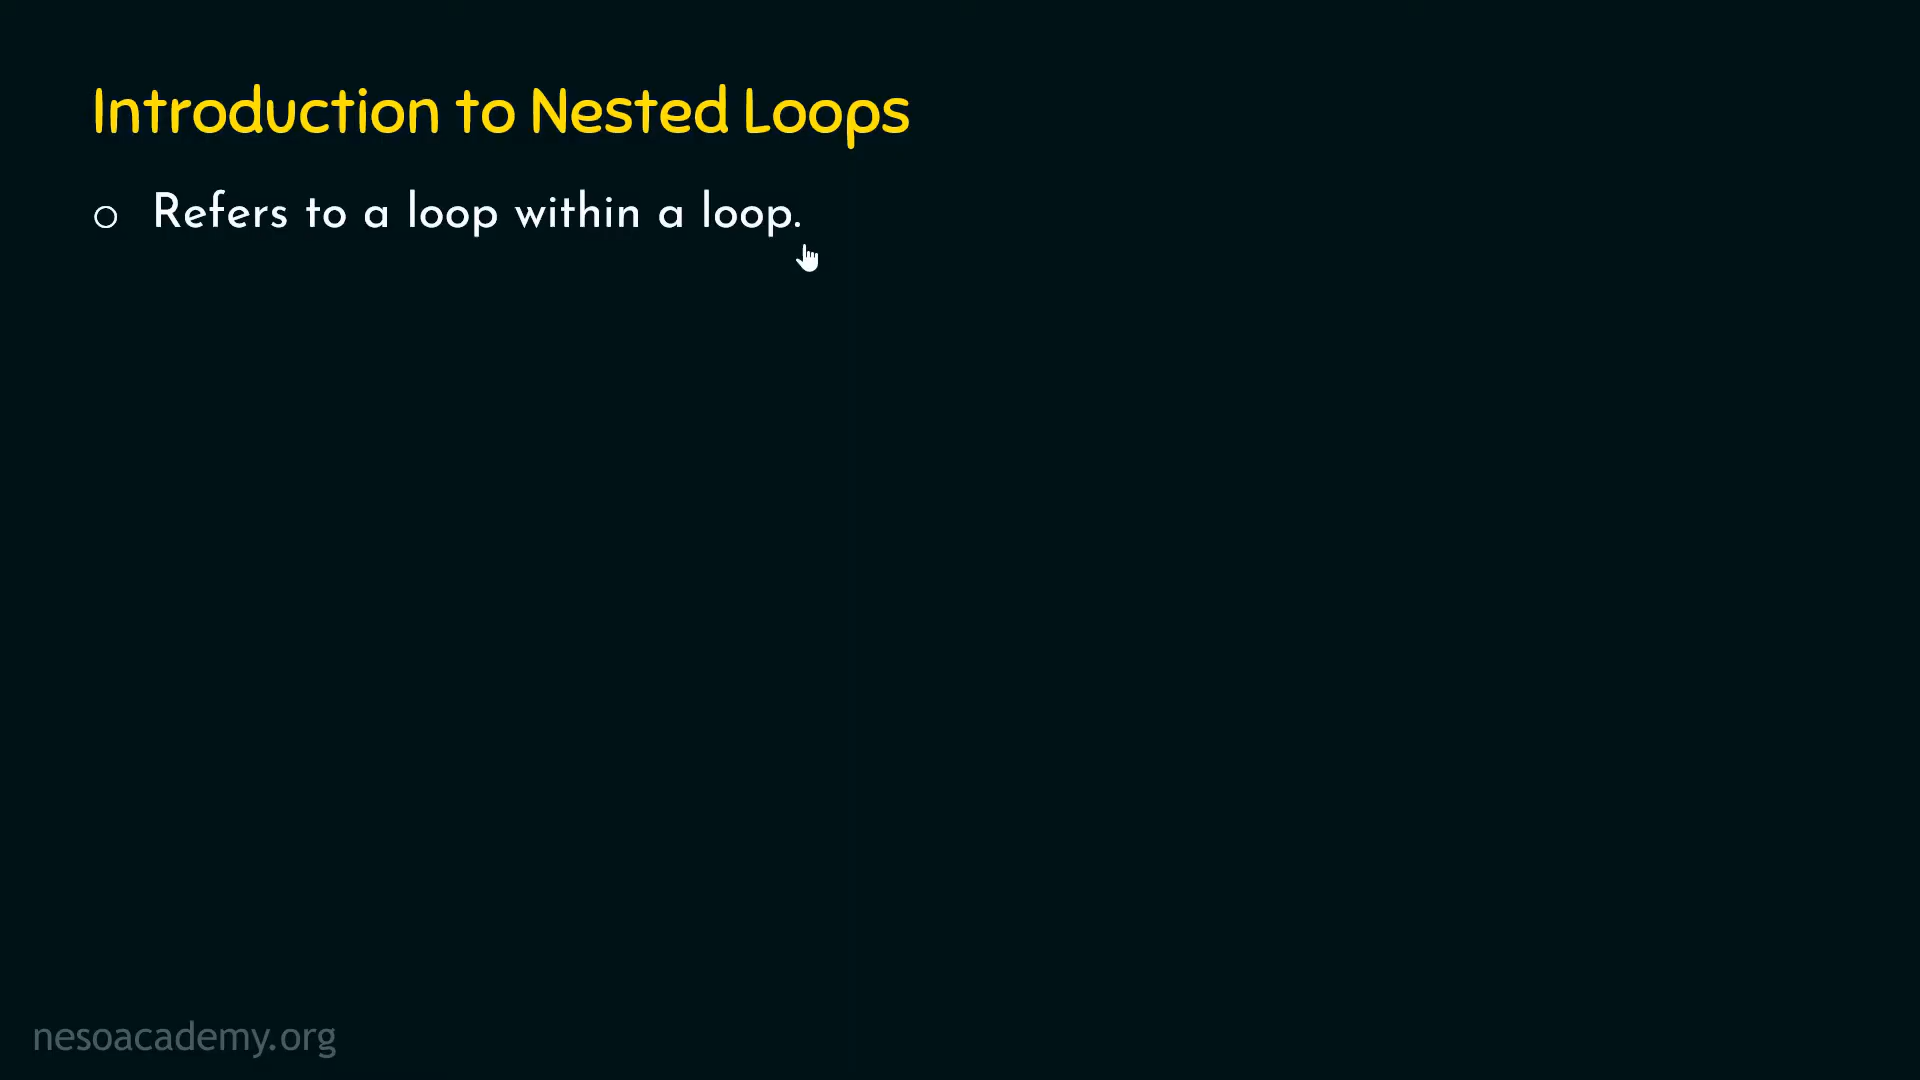 Introduction to Nested Loops
○ Refers to a loop within a loop.
nesoacademy.org